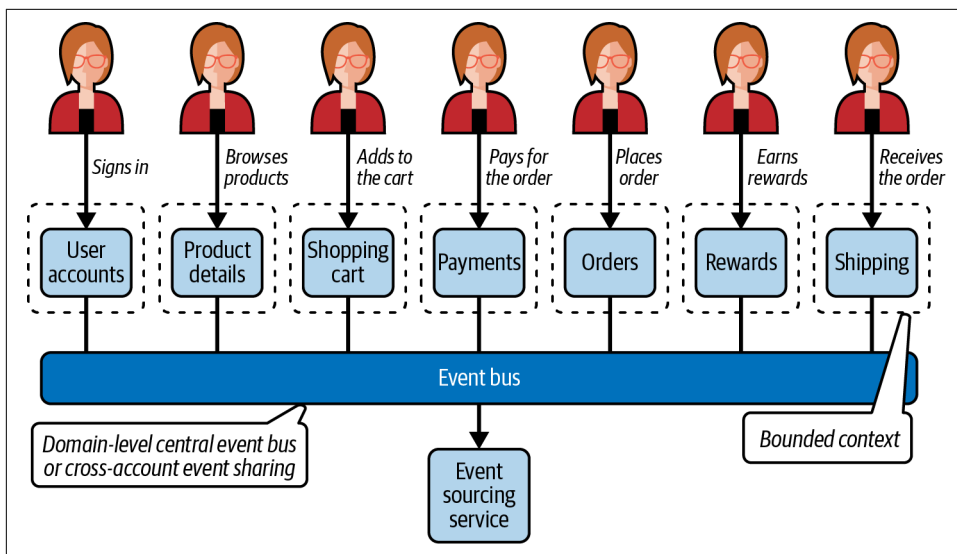 Signs in
Browses
products
Adds to
the cart
Pays for
the order
Places
order
Earns
rewards
Receives
the order
User
accounts
Product
details
Shopping
cart
Payments
Orders
Rewards
Shipping
Event bus
Domain-level central event bus
or cross-account event sharing
Bounded context
Event
sourcing
service